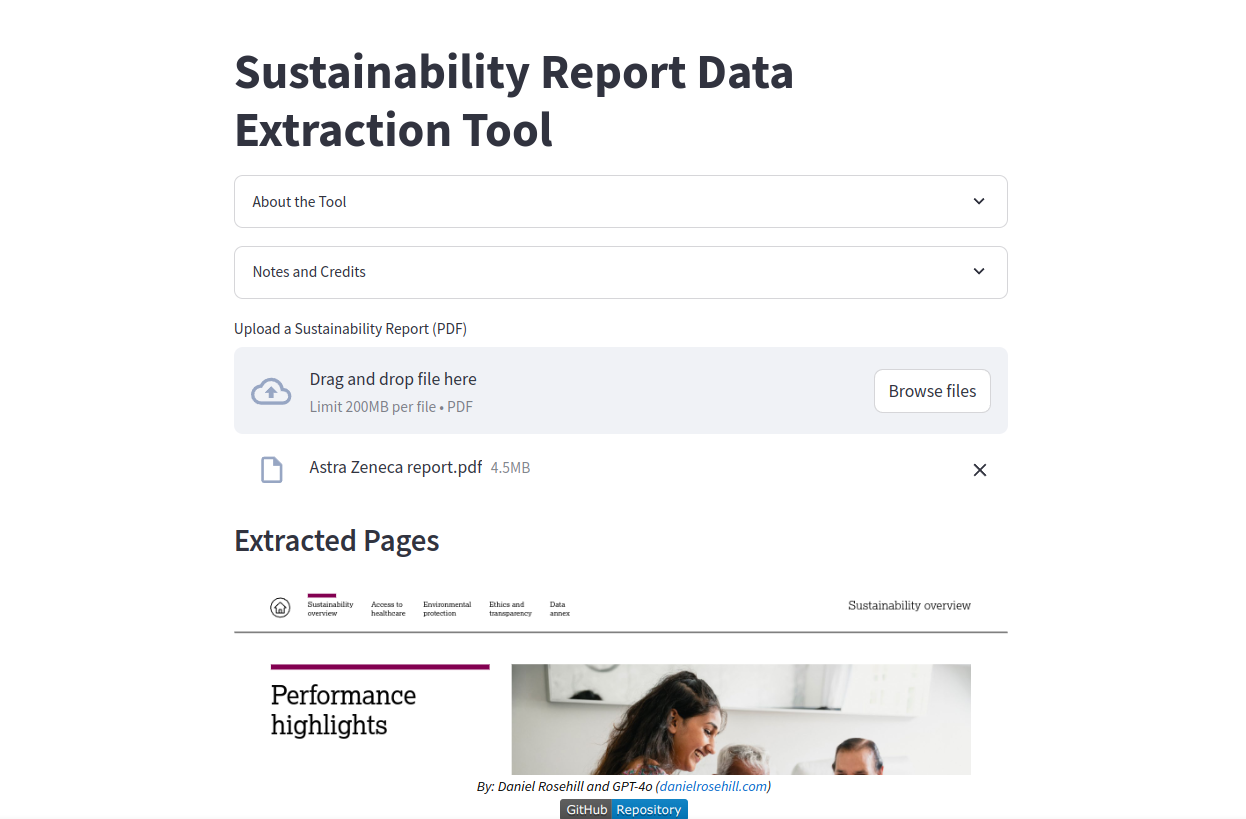 Sustainability Report Data
Extraction Tool
About the Tool
Notes and Credits
Upload a Sustainability Report (PDF)
Drag and drop file here
Limit 200MB per file • PDF
Browse files
Astra Zeneca report.pdf 4.5MB
Extracted Pages
Sustainability
overview
Access to
healthcare
Environmental
protection
Ethics and
transparency
Data
annex
Sustainability overview
Performance
highlights
By: Daniel Rosehill and GPT-4o (danielrosehill.com)
GitHub Repository